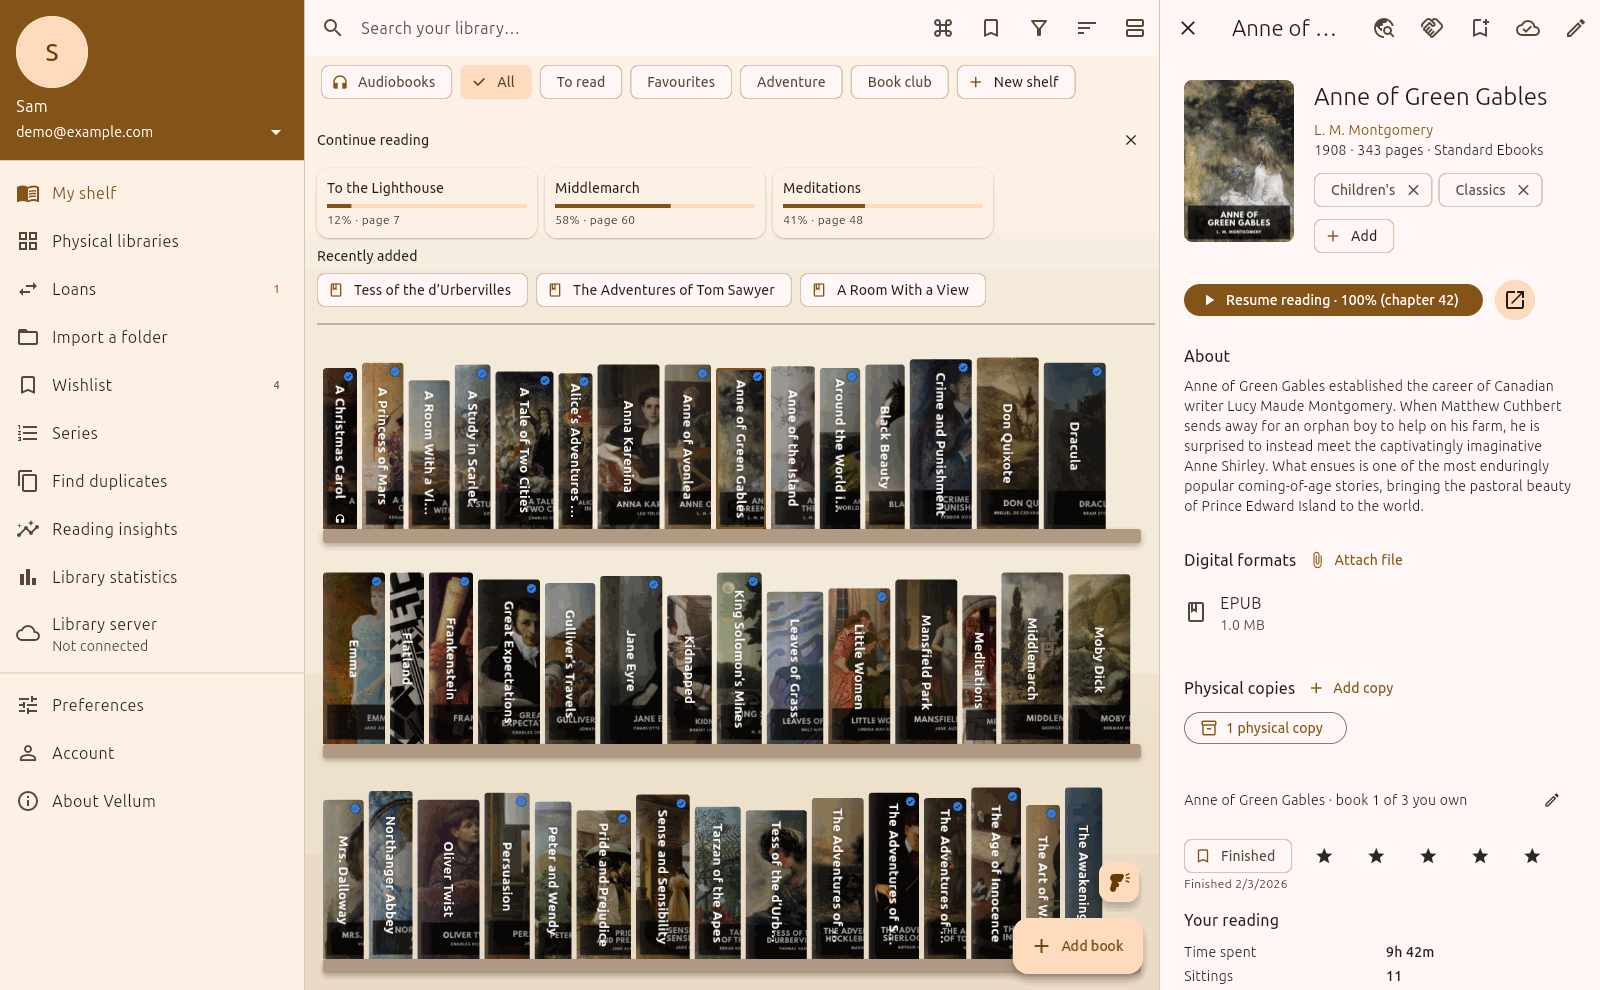 S
Sam
demo@example.com
My shelf
Physical libraries
Loans
1
Import a folder
Wishlist
4
Series
Find duplicates
Reading insights
Library statistics
Library server
Not connected
Preferences
Account
About Vellum
Search your library...
Audiobooks
All
To read
Favourites
Adventure
Book club
New shelf
Continue reading
To the Lighthouse
12% · page 7
Middlemarch
58% · page 60
Meditations
41% · page 48
Recently added
Tess of the d’Urbervilles
The Adventures of Tom Sawyer
A Room With a View
A Christmas Carol
A Princess of Mars
A Room With a Vi...
A Study in Scarlet
A Tale of Two Cities
Alice's Adventures ...
Anna Karenina
Anne of Avonlea
Anne of Green Gables
Anne of the Island
Around the World i...
Black Beauty
Crime and Punishment
Don Quixote
Dracula
Emma
Flatland
Frankenstein
Great Expectations
Gulliver's Travels
Jane Eyre
Kidnapped
King Solomon's Mines
Leaves of Grass
Little Women
Mansfield Park
Meditations
Middlemarch
Moby Dick
Mrs. Dalloway
Northanger Abbey
Oliver Twist
Persuasion
Peter and Wendy
Pride and Prejudice
Sense and Sensibility
Tarzan of the Apes
Tess of the d'Urb...
The Adventures of...
The Adventures of S...
The Adventures of...
The Age of Innocence
The Art of W
The Awakening
Add book
Anne of ...
ANNE OF
GREEN GABLES
L. M. MONTGOMERY
Anne of Green Gables
L. M. Montgomery
1908 · 343 pages · Standard Ebooks
Children's
Classics
Add
Resume reading · 100% (chapter 42)
About
Anne of Green Gables established the career of Canadian
writer Lucy Maude Montgomery. When Matthew Cuthbert
sends away for an orphan boy to help on his farm, he is
surprised to instead meet the captivatingly imaginative
Anne Shirley. What ensues is one of the most enduringly
popular coming-of-age stories, bringing the pastoral beauty
of Prince Edward Island to the world.
Digital formats
Attach file
EPUB
1.0 MB
Physical copies
Add copy
1 physical copy
Anne of Green Gables · book 1 of 3 you own
Finished
Finished 2/3/2026
Your reading
Time spent
9h 42m
Sittings
11